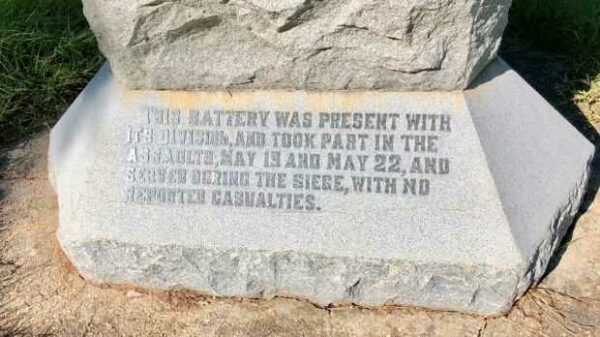 THIS BATTERY WAS PRESENT WITH
ITS DIVISION, AND TOOK PART IN THE
ASSAULTS, MAY 19 AND MAY 22, AND
SERVED DURING THE SIEGE, WITH NO
REPORTED CASUALTIES.